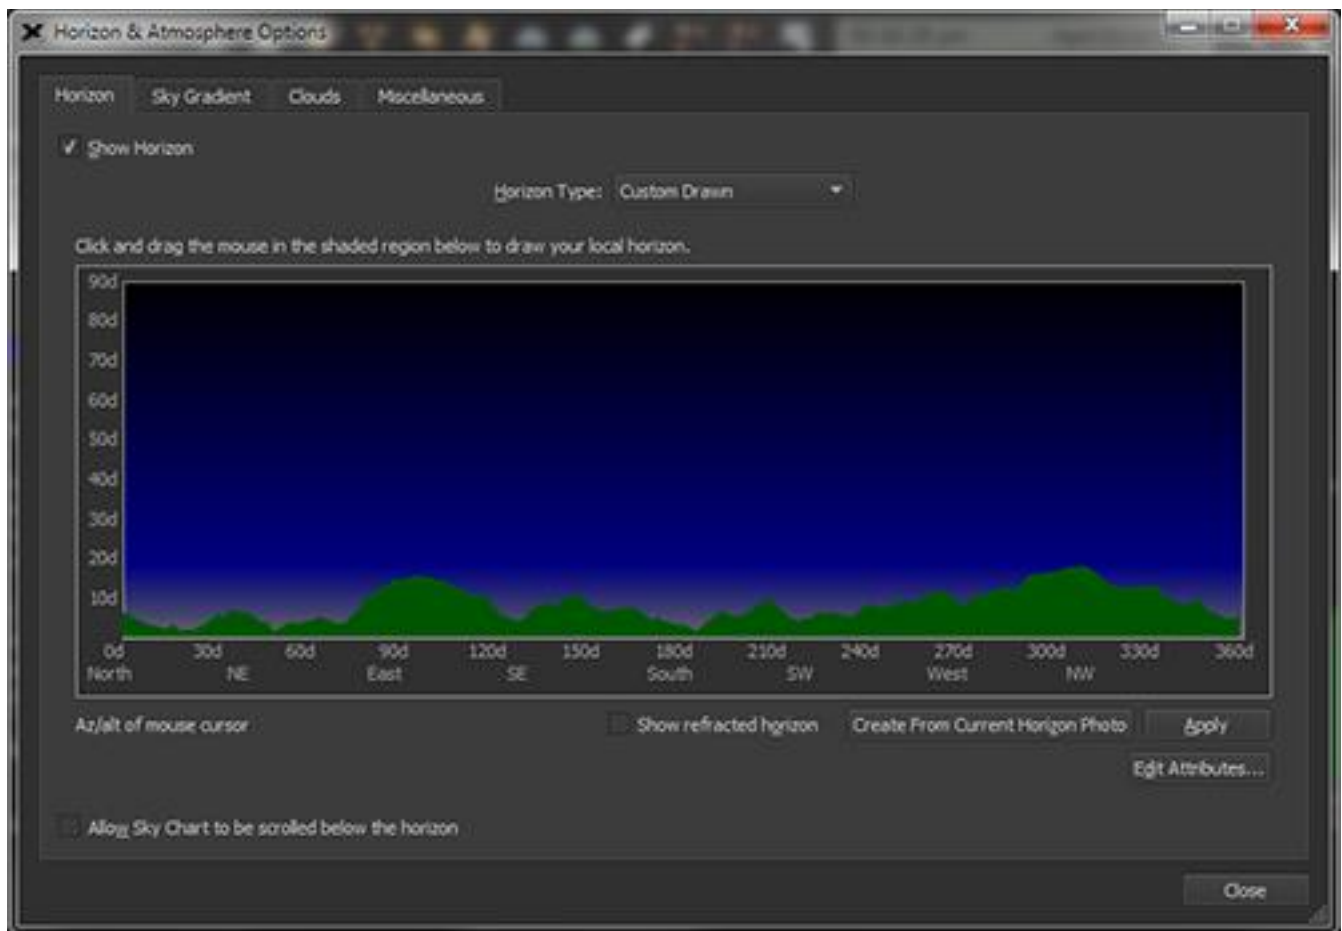 Horizon & Atmosphere Options
Horizon Sky Gradient Clouds Miscellaneous
Show Horizon
Horizon Type: Custom Drawn
Click and drag the mouse in the shaded region below to draw your local horizon.
90d
80d
70d
60d
50d
40d
30d
20d
10d
0d 30d 60d 90d 120d 150d 180d 210d 240d 270d 300d 330d 360d
North NE East SE South SW West NW
Az/alt of mouse cursor Show refracted horizon Create From Current Horizon Photo Apply
Edit Attributes...
Allow Sky Chart to be scrolled below the horizon
Close